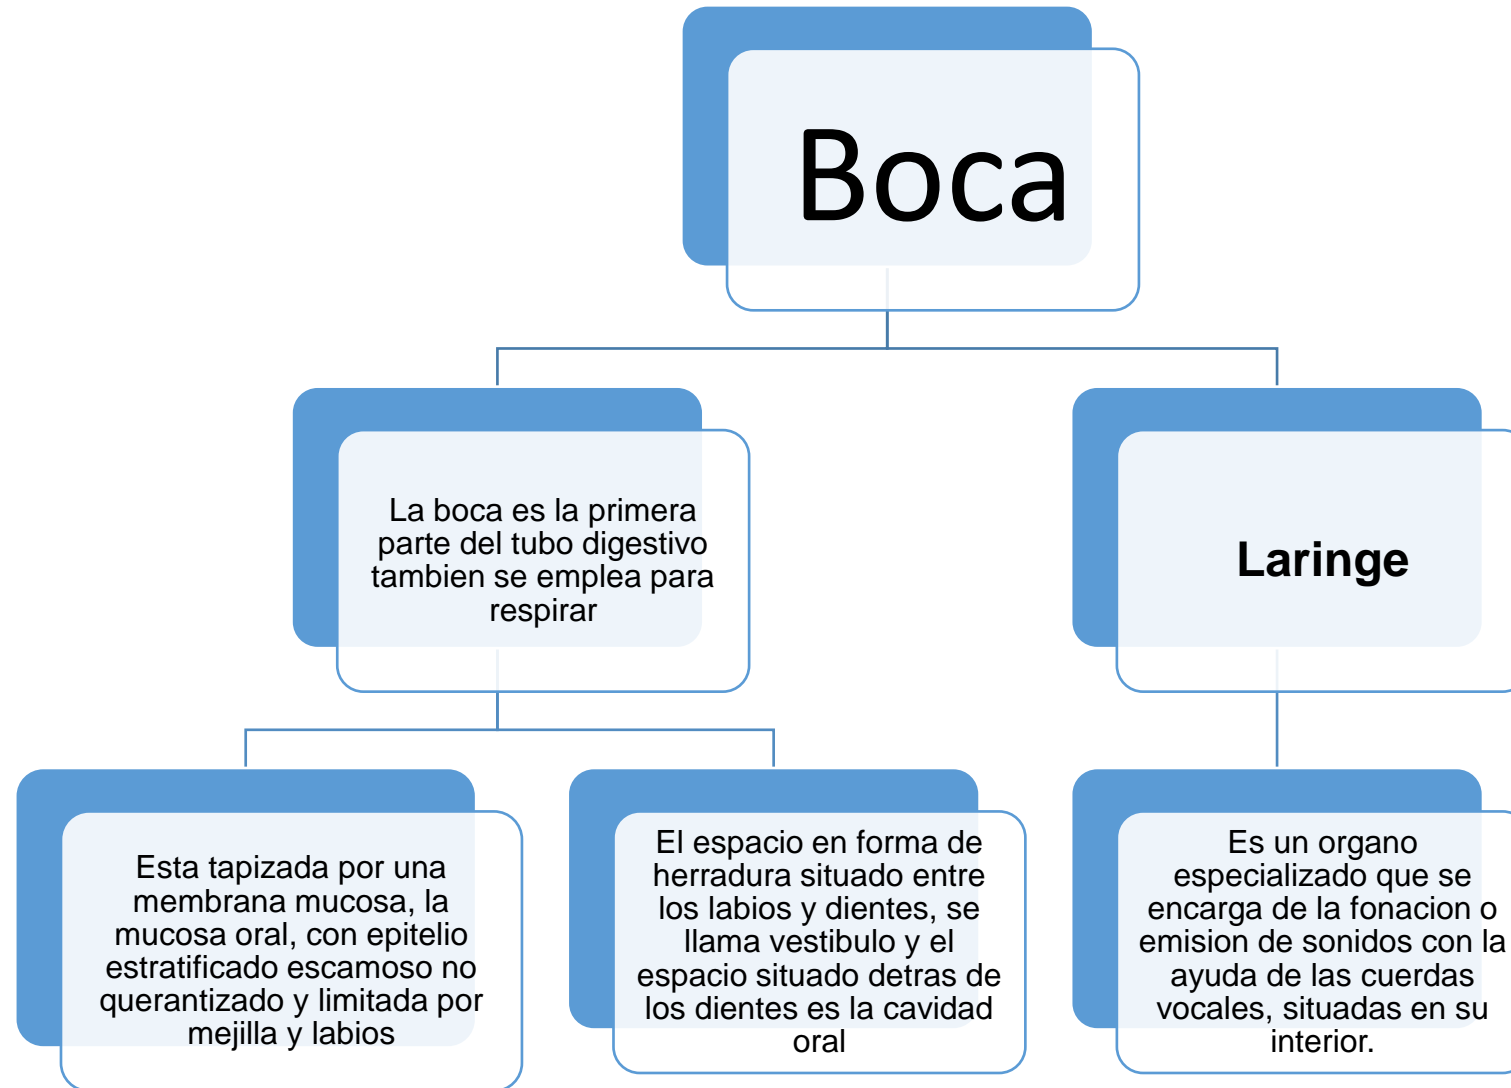 Boca
La boca es la primera
parte del tubo digestivo
tambien se emplea para
respirar
Laringe
Esta tapizada por una
membrana mucosa, la
mucosa oral, con epitelio
estratificado escamoso no
querantizado y limitada por
mejilla y labios
El espacio en forma de
herradura situado entre
los labios y dientes, se
llama vestibulo y el
espacio situado detras de
los dientes es la cavidad
oral
Es un organo
especializado que se
encarga de la fonacion o
emision de sonidos con la
ayuda de las cuerdas
vocales, situadas en su
interior.